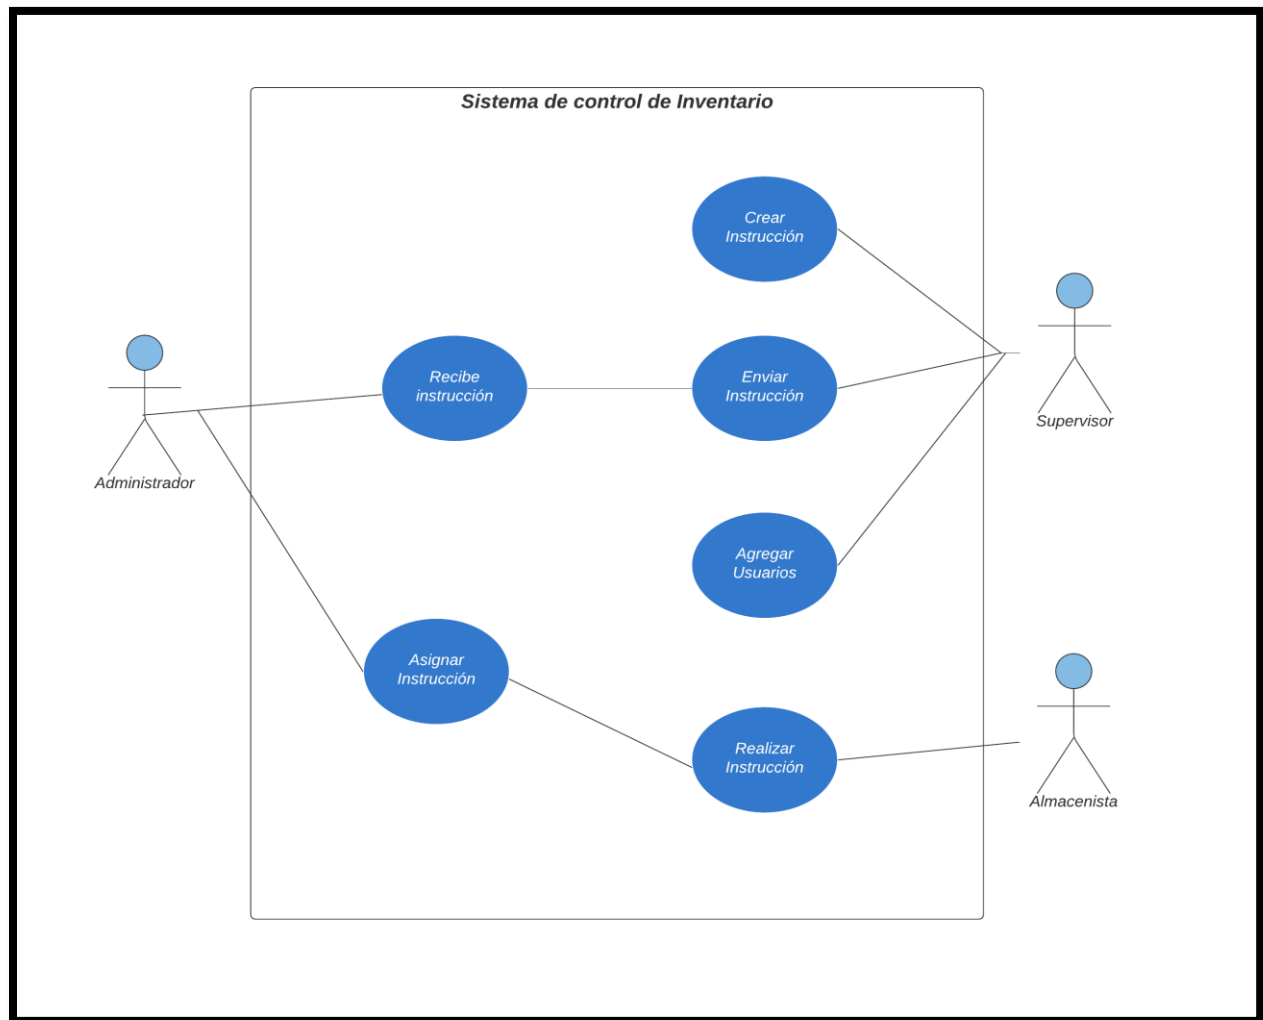 Sistema de control de Inventario
Crear
Instrucción
Recibe
instrucción
Enviar
Instrucción
Supervisor
Administrador
Agregar
Usuarios
Asignar
Instrucción
Realizar
Instrucción
Almacenista